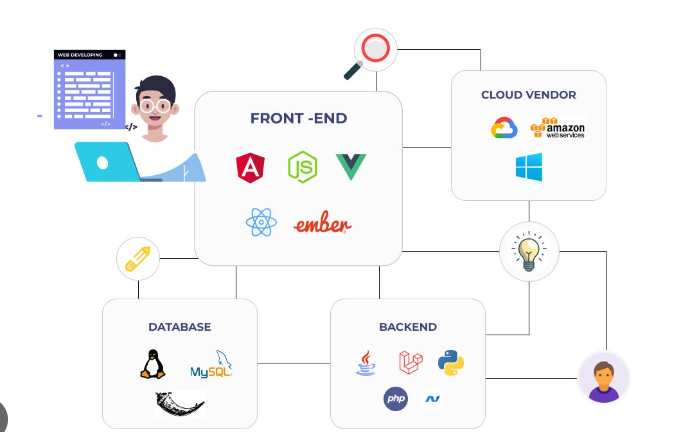 WEB DEVELOPING
</>
</>
</>
FRONT -END
JS
ember
CLOUD VENDOR
amazon
web services
DATABASE
MySQL
BACKEND
php